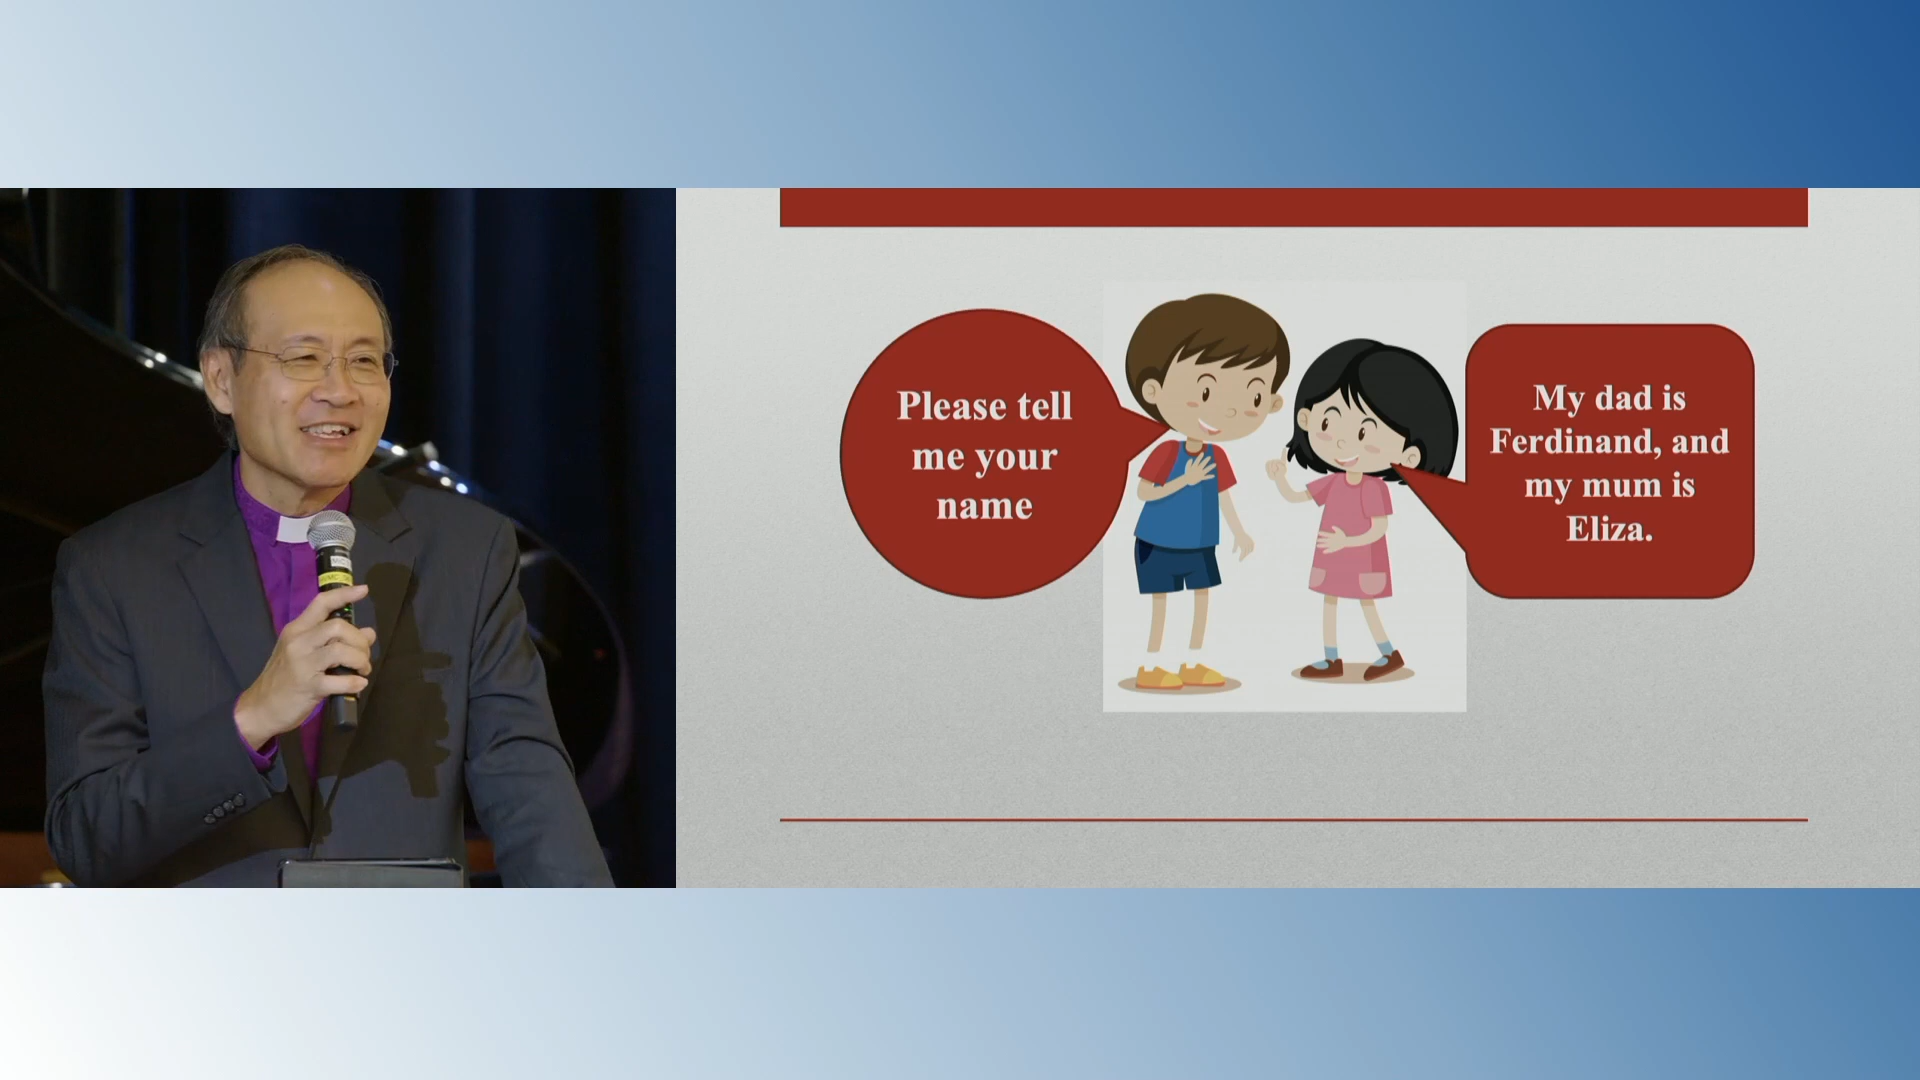 Please tell
me your
name
My dad is
Ferdinand, and
my mum is
Eliza.